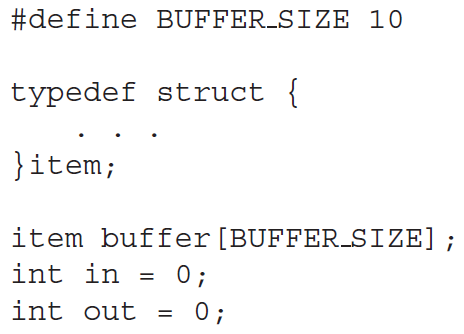 #define BUFFER_SIZE 10
typedef struct {
. . .
}item;
item buffer[BUFFER_SIZE];
int in = 0;
int out = 0;